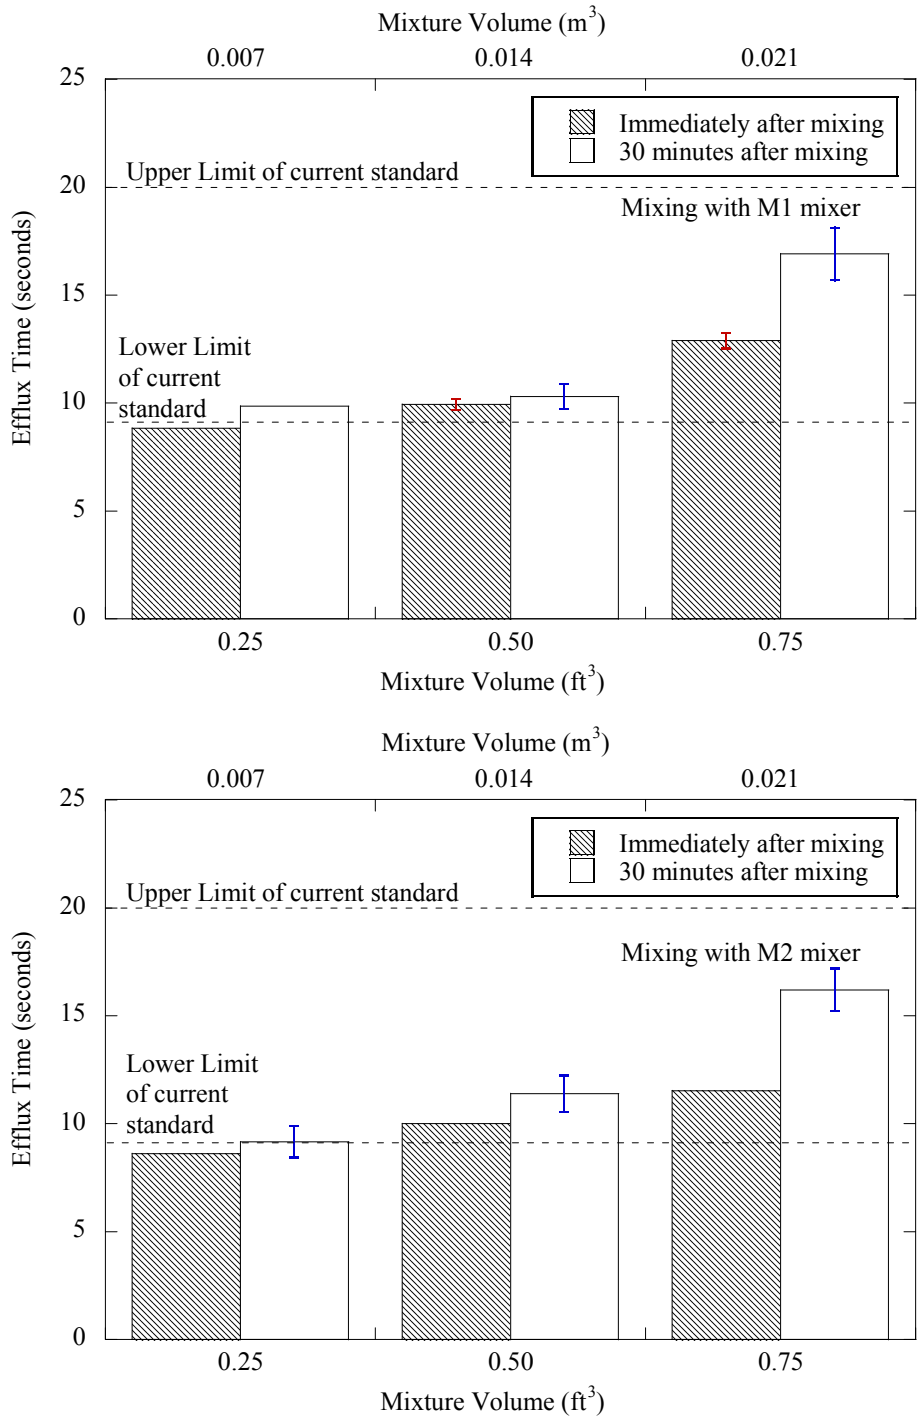 Mixture Volume (m³)
0.007 0.014 0.021
25
Immediately after mixing
30 minutes after mixing
Upper Limit of current standard
20
Mixing with M1 mixer
15
Lower Limit
of current
standard
10
5
0
Efflux Time (seconds)
0.25 0.50 0.75
Mixture Volume (ft³)
Mixture Volume (m³)
0.007 0.014 0.021
25
Immediately after mixing
30 minutes after mixing
Upper Limit of current standard
20
Mixing with M2 mixer
15
Lower Limit
of current
standard
10
5
0
Efflux Time (seconds)
0.25 0.50 0.75
Mixture Volume (ft³)